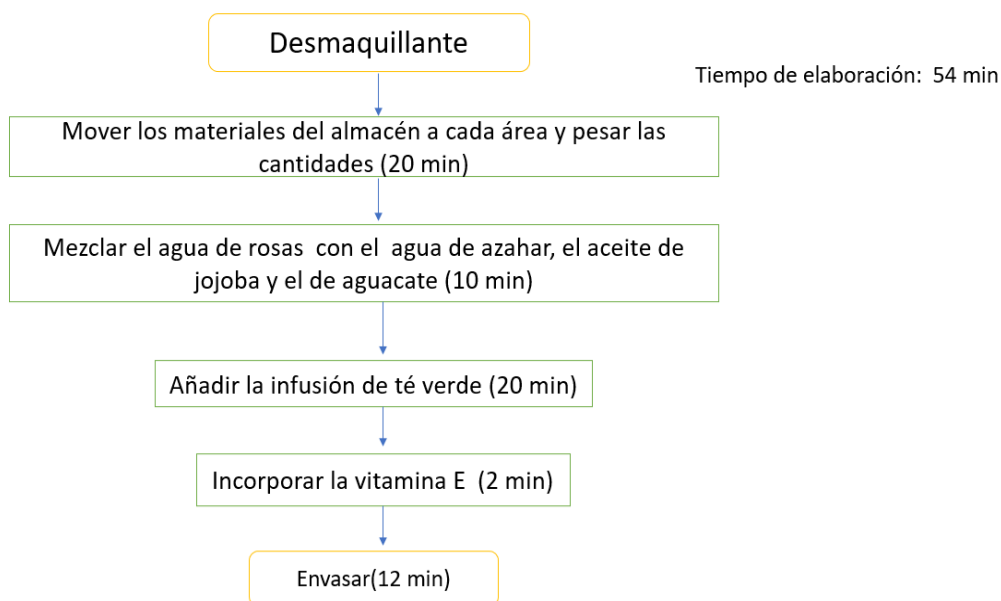 Desmaquillante
Tiempo de elaboración: 54 min
Mover los materiales del almacén a cada área y pesar las
cantidades (20 min)
Mezclar el agua de rosas con el agua de azahar, el aceite de
jojoba y el de aguacate (10 min)
Añadir la infusión de té verde (20 min)
Incorporar la vitamina E (2 min)
Envasar(12 min)